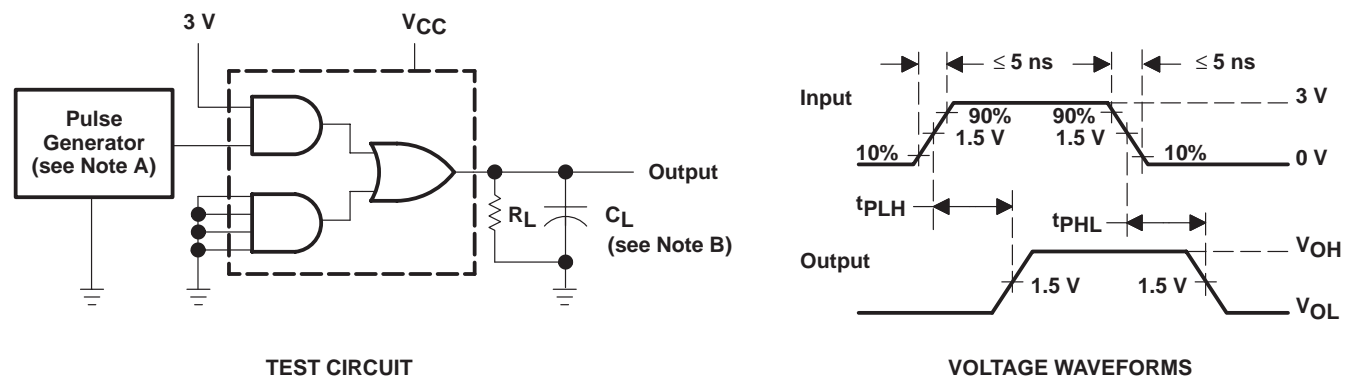 3 V
VCC
Pulse
Generator
(see Note A)
Output
RL
CL
(see Note B)
TEST CIRCUIT
≤ 5 ns
≤ 5 ns
Input
3 V
90%
90%
1.5 V
1.5 V
10%
10%
0 V
tPLH
tPHL
VOH
Output
1.5 V
1.5 V
VOL
VOLTAGE WAVEFORMS